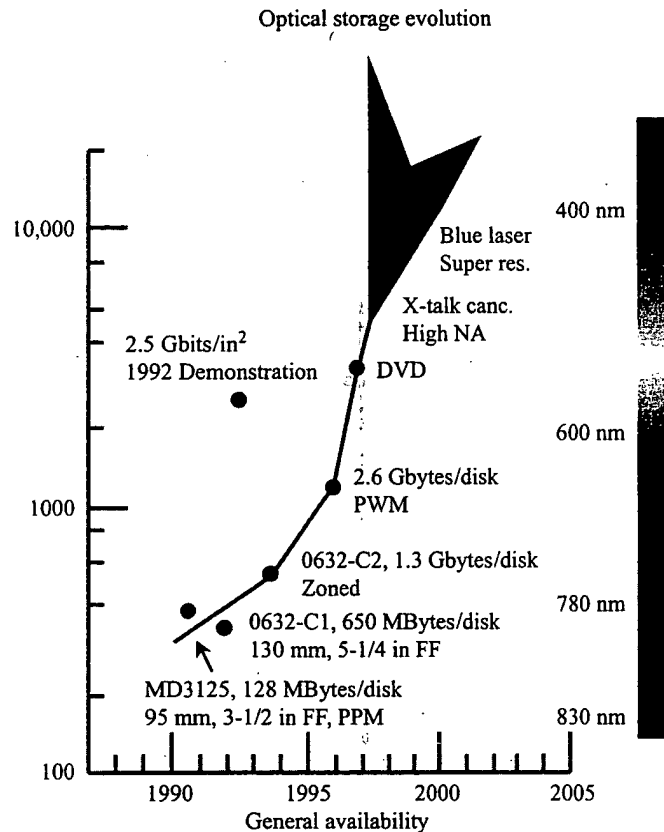 Optical storage evolution
10,000
400 nm
Blue laser
Super res.
X-talk canc.
High NA
2.5 Gbits/in²
1992 Demonstration
DVD
600 nm
2.6 Gbytes/disk
PWM
1000
0632-C2, 1.3 Gbytes/disk
Zoned
780 nm
0632-C1, 650 MBytes/disk
130 mm, 5-1/4 in FF
MD3125, 128 MBytes/disk
95 mm, 3-1/2 in FF, PPM
830 nm
100
1990 1995 2000 2005
General availability